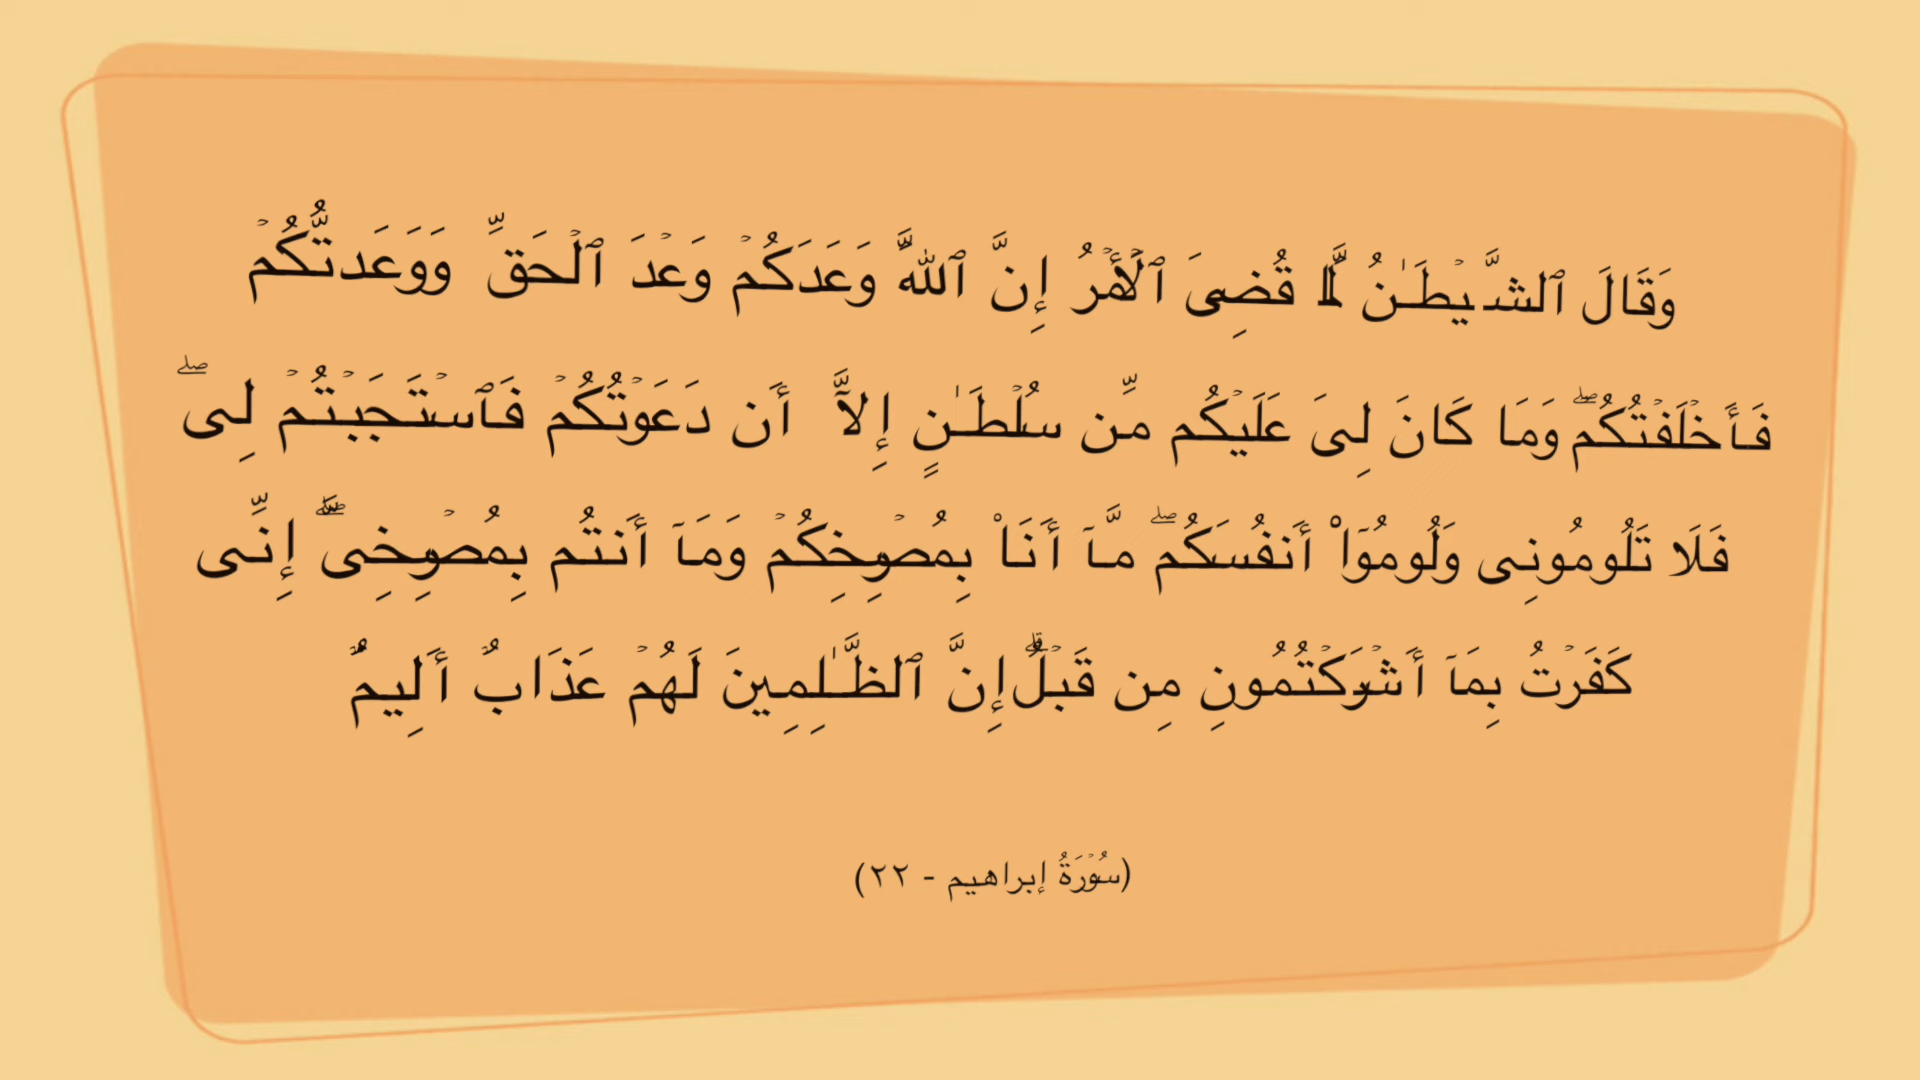 وَقَالَ ٱلشَّيۡطَـٰنُ لَمَّا قُضِىَ ٱلۡأَمۡرُ إِنَّ ٱللَّهَ وَعَدَكُمۡ وَعۡدَ ٱلۡحَقِّ وَوَعَدتُّكُمۡ
فَأَخۡلَفۡتُكُمۡۖ وَمَا كَانَ لِىَ عَلَيۡكُم مِّن سُلۡطَـٰنٍ إِلَّآ أَن دَعَوۡتُكُمۡ فَٱسۡتَجَبۡتُمۡ لِىۖ
فَلَا تَلُومُونِى وَلُومُوٓاْ أَنفُسَكُمۖ مَّآ أَنَا۟ بِمُصۡرِخِكُمۡ وَمَآ أَنتُم بِمُصۡرِخِىَّۖ إِنِّى
كَفَرۡتُ بِمَآ أَشۡرَكۡتُمُونِ مِن قَبۡلُۗ إِنَّ ٱلظَّـٰلِمِينَ لَهُمۡ عَذَابٌ أَلِيمٌ
(سُوۡرَةُ إبراهيم - ٢٢)